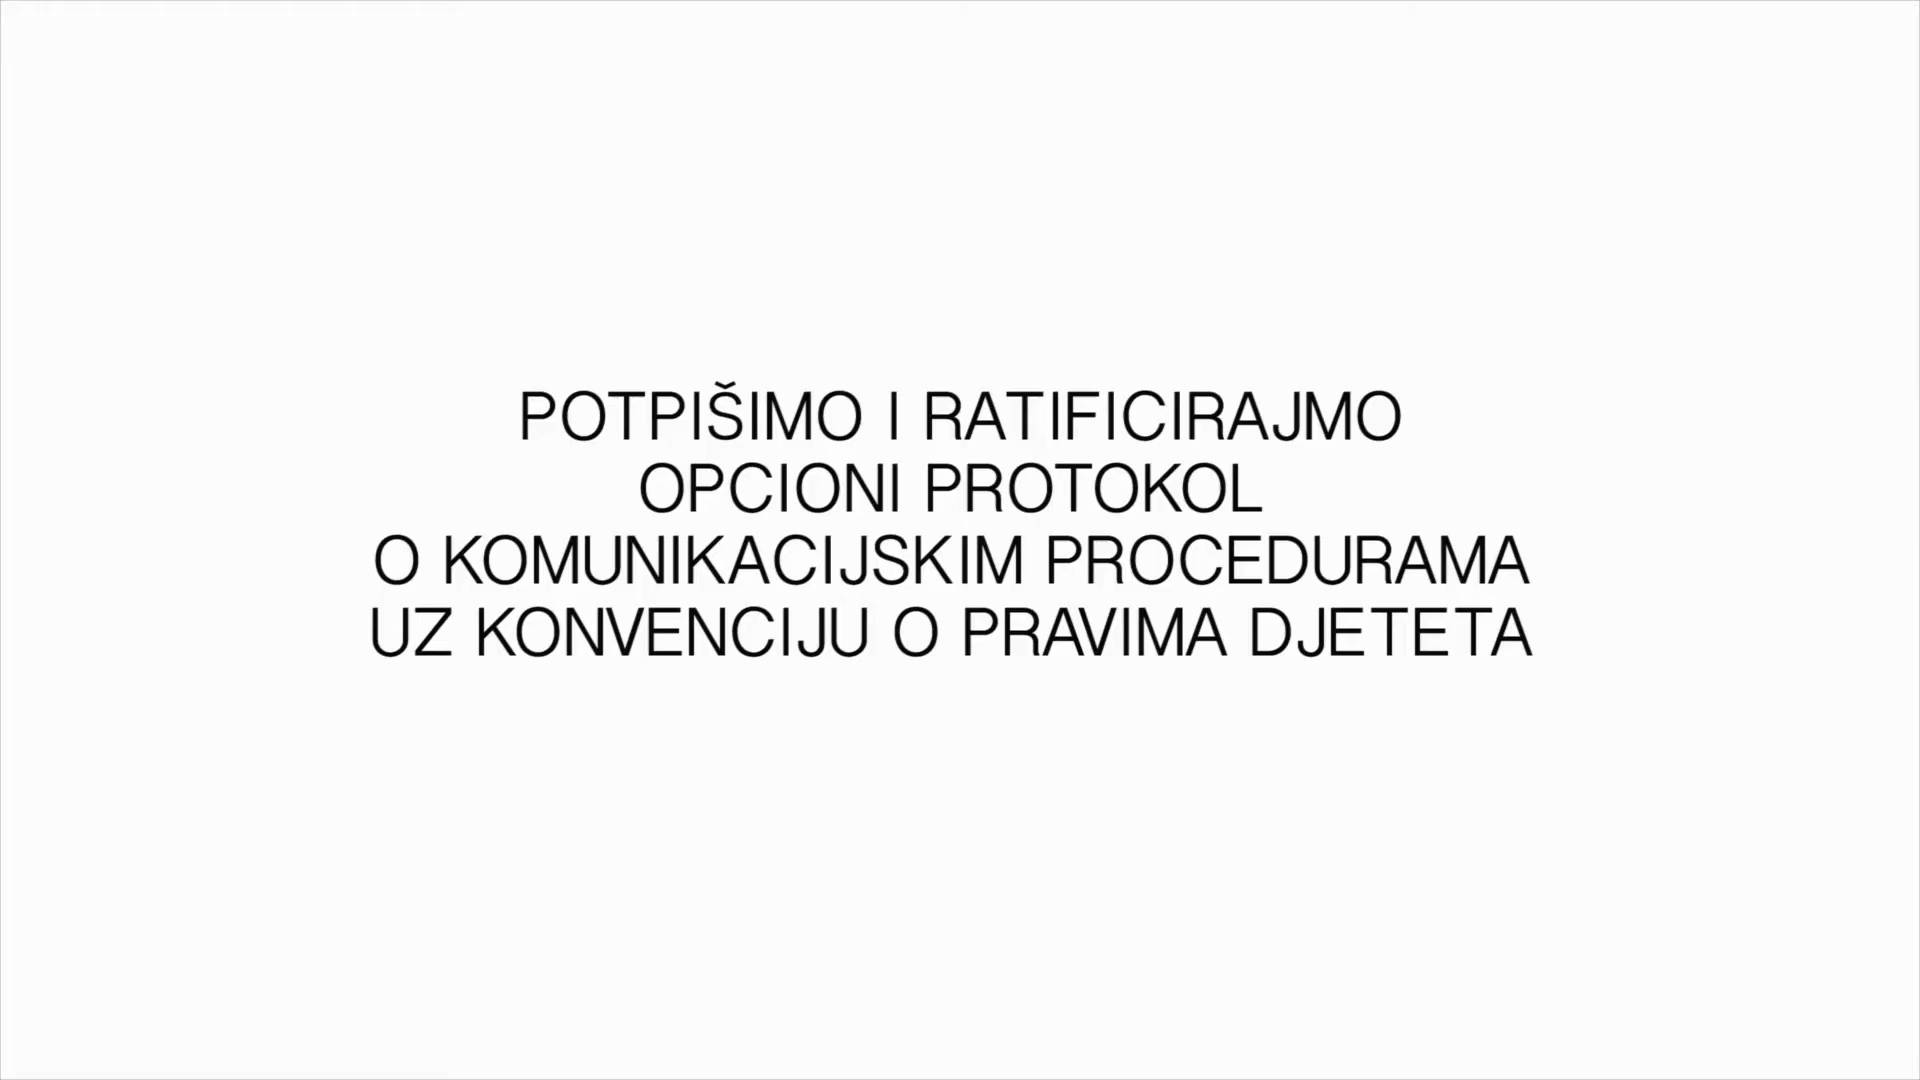 POTPIŠIMO I RATIFICIRAJMO
OPCIONI PROTOKOL
O KOMUNIKACIJSKIM PROCEDURAMA
UZ KONVENCIJU O PRAVIMA DJETETA